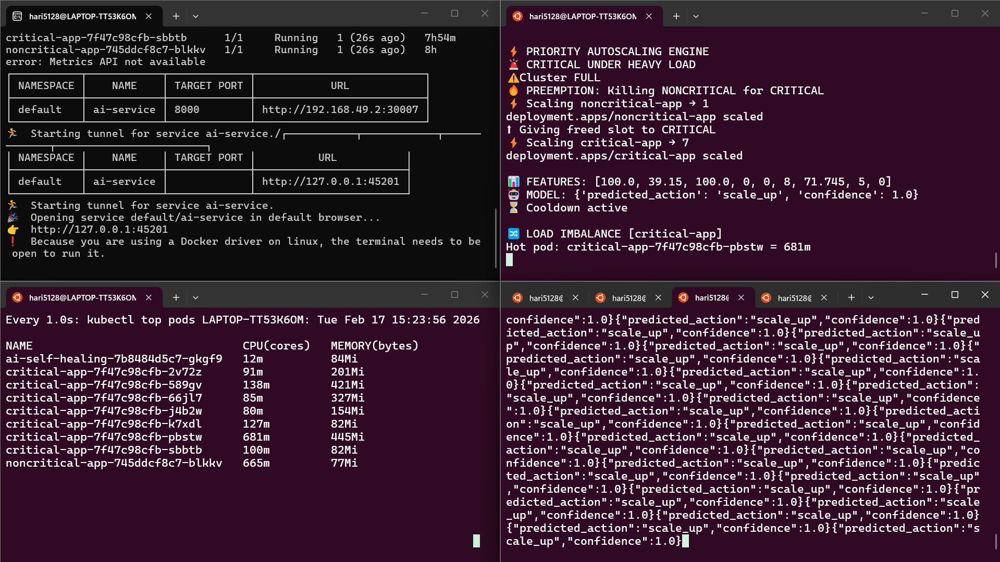 hari5128@LAPTOP-TT53K6OM
critical-app-7f47c98cfb-sbbtb 1/1 Running 1 (26s ago) 7h54m
noncritical-app-745ddcf8c7-blkkv 1/1 Running 1 (26s ago) 8h
error: Metrics API not available
NAMESPACE NAME TARGET PORT URL
default ai-service 8000 http://192.168.49.2:30007
🏃 Starting tunnel for service ai-service./
NAMESPACE NAME TARGET PORT URL
default ai-service http://127.0.0.1:45201
🏃 Starting tunnel for service ai-service.
🎉 Opening service default/ai-service in default browser...
👉 http://127.0.0.1:45201
❗ Because you are using a Docker driver on linux, the terminal needs to be
open to run it.
hari5128@LAPTOP-TT53K6OM
⚡ PRIORITY AUTOSCALING ENGINE
🚨 CRITICAL UNDER HEAVY LOAD
⚠️Cluster FULL
🔥 PREEMPTION: Killing NONCRITICAL for CRITICAL
⚡ Scaling noncritical-app → 1
deployment.apps/noncritical-app scaled
⬆ Giving freed slot to CRITICAL
⚡ Scaling critical-app → 7
deployment.apps/critical-app scaled
📊 FEATURES: [100.0, 39.15, 100.0, 0, 0, 8, 71.745, 5, 0]
🤖 MODEL: {'predicted_action': 'scale_up', 'confidence': 1.0}
⏳ Cooldown active
🔀 LOAD IMBALANCE [critical-app]
Hot pod: critical-app-7f47c98cfb-pbstw = 681m
hari5128@LAPTOP-TT53K6OM
Every 1.0s: kubectl top pods LAPTOP-TT53K6OM: Tue Feb 17 15:23:56 2026
NAME CPU(cores) MEMORY(bytes)
ai-self-healing-7b8484d5c7-gkgf9 12m 84Mi
critical-app-7f47c98cfb-2v72z 91m 201Mi
critical-app-7f47c98cfb-589gv 138m 421Mi
critical-app-7f47c98cfb-66jl7 85m 327Mi
critical-app-7f47c98cfb-j4b2w 80m 154Mi
critical-app-7f47c98cfb-k7xdl 127m 82Mi
critical-app-7f47c98cfb-pbstw 681m 445Mi
critical-app-7f47c98cfb-sbbtb 100m 82Mi
noncritical-app-745ddcf8c7-blkkv 665m 77Mi
hari5128@ hari5128@ hari5128@ hari5128@
confidence":1.0}{"predicted_action":"scale_up","confidence":1.0}{"pred
icted_action":"scale_up","confidence":1.0}{"predicted_action":"scale_u
p","confidence":1.0}{"predicted_action":"scale_up","confidence":1.0}{"
predicted_action":"scale_up","confidence":1.0}{"predicted_action":"sca
le_up","confidence":1.0}{"predicted_action":"scale_up","confidence":1.
0}{"predicted_action":"scale_up","confidence":1.0}{"predicted_action":
"scale_up","confidence":1.0}{"predicted_action":"scale_up","confidence
":1.0}{"predicted_action":"scale_up","confidence":1.0}{"predicted_acti
on":"scale_up","confidence":1.0}{"predicted_action":"scale_up","confid
ence":1.0}{"predicted_action":"scale_up","confidence":1.0}{"predicted_
action":"scale_up","confidence":1.0}{"predicted_action":"scale_up","co
nfidence":1.0}{"predicted_action":"scale_up","confidence":1.0}{"predic
ted_action":"scale_up","confidence":1.0}{"predicted_action":"scale_up"
,"confidence":1.0}{"predicted_action":"scale_up","confidence":1.0}{"pr
edicted_action":"scale_up","confidence":1.0}{"predicted_action":"scale
_up","confidence":1.0}{"predicted_action":"scale_up","confidence":1.0}
{"predicted_action":"scale_up","confidence":1.0}{"predicted_action":"s
cale_up","confidence":1.0}